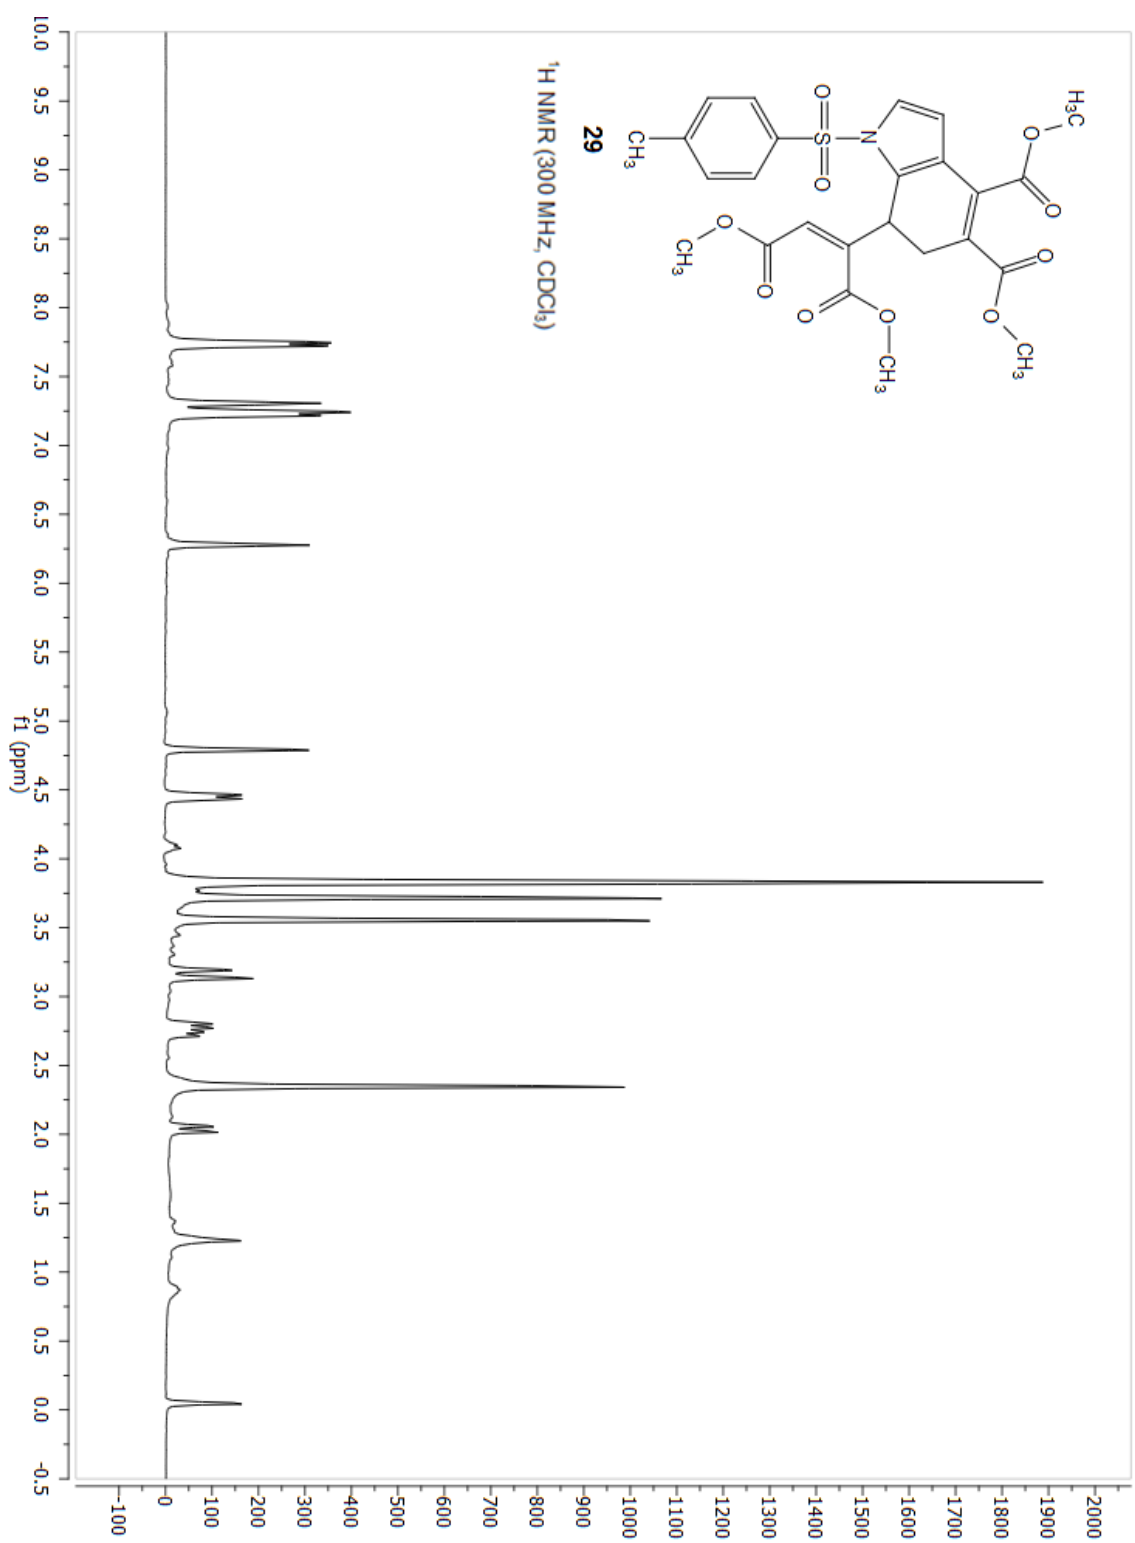 H₃C
O
O
O
O
CH₃
N
O
S
O
CH₃
O
O
CH₃
O
O
CH₃
29
¹H NMR (300 MHz, CDCl₃)
2000
1900
1800
1700
1600
1500
1400
1300
1200
1100
1000
900
800
700
600
500
400
300
200
100
0
-100
10.0 9.5 9.0 8.5 8.0 7.5 7.0 6.5 6.0 5.5 5.0 4.5 4.0 3.5 3.0 2.5 2.0 1.5 1.0 0.5 0.0 -0.5
f1 (ppm)